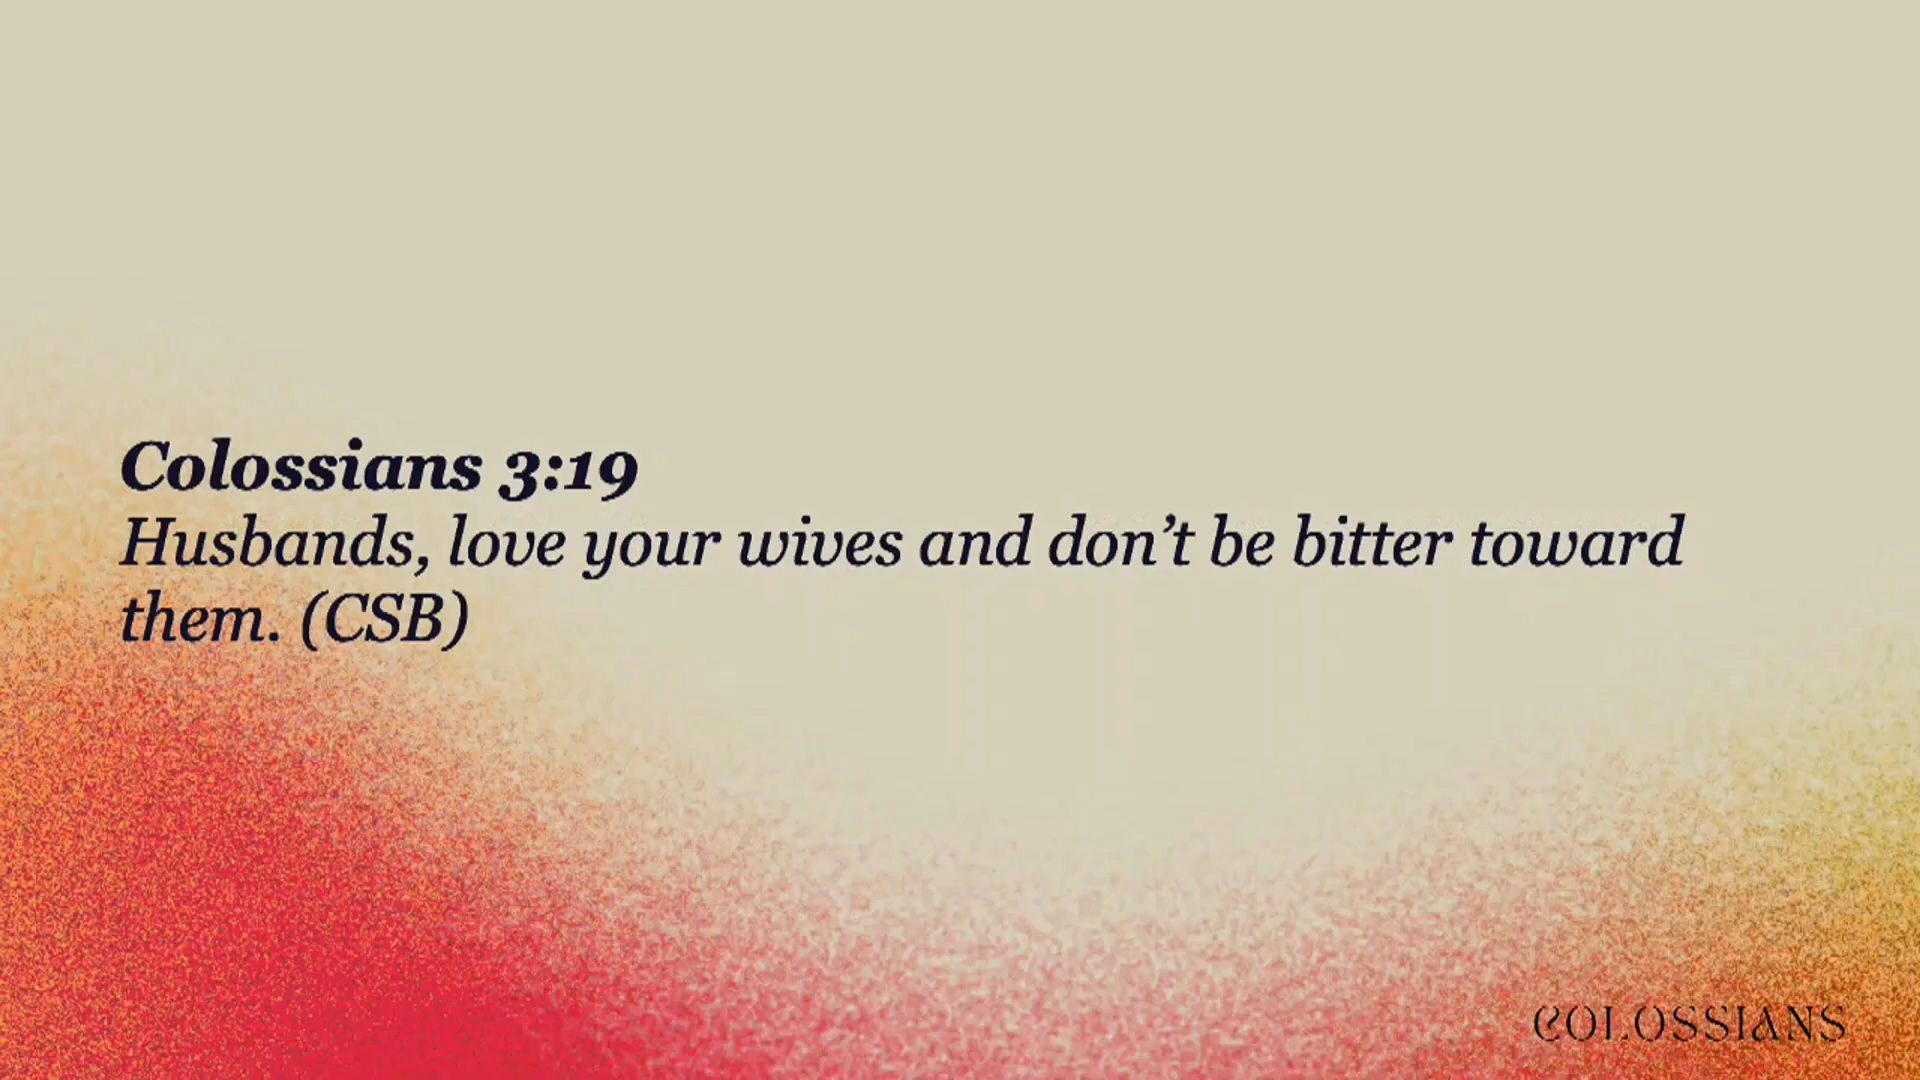 Colossians 3:19
Husbands, love your wives and don’t be bitter toward
them. (CSB)
COLOSSIANS